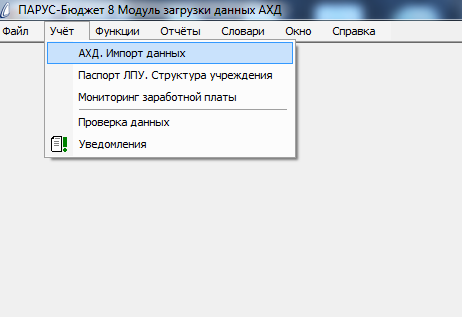 ПАРУС-Бюджет 8 Модуль загрузки данных АХД
Файл Учёт Функции Отчёты Словари Окно Справка
АХД. Импорт данных
Паспорт ЛПУ. Структура учреждения
Мониторинг заработной платы
Проверка данных
Уведомления